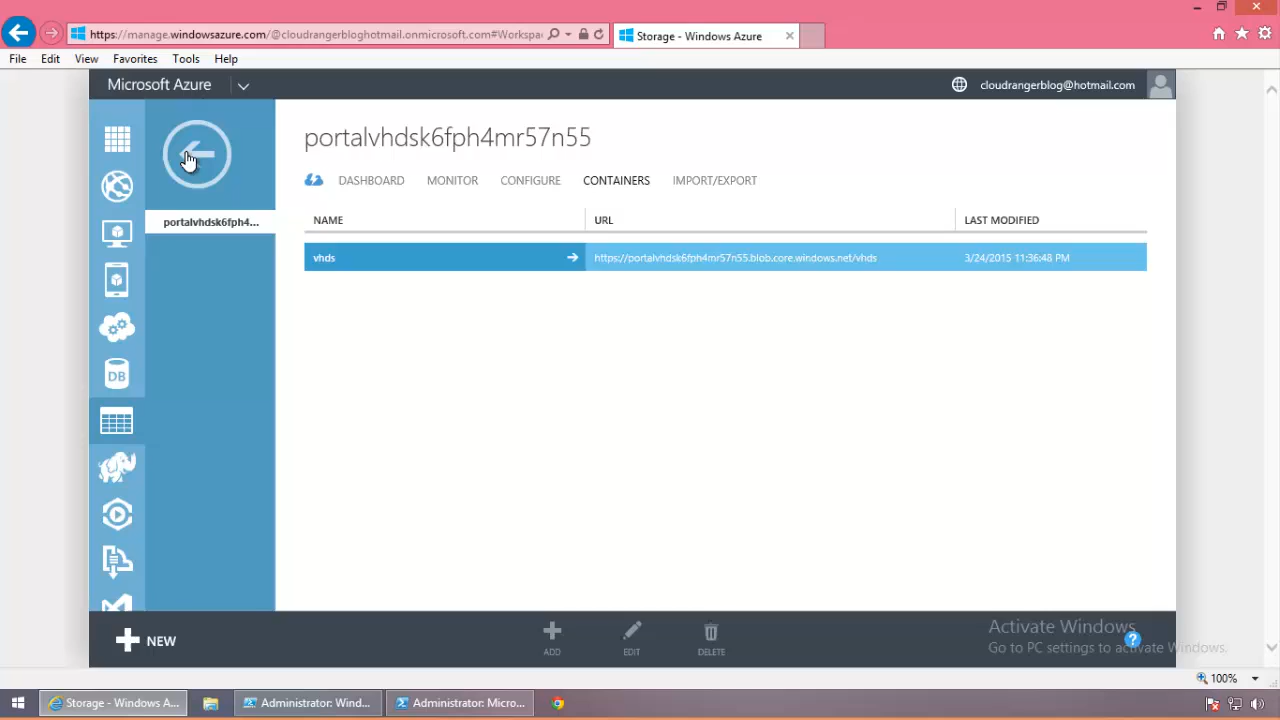 https://manage.windowsazure.com/@cloudrangerbloghotmail.onmicrosoft.com#Workspa
Storage - Windows Azure
File Edit View Favorites Tools Help
Microsoft Azure
cloudrangerblog@hotmail.com
portalvhdsk6fph4mr57n55
DASHBOARD MONITOR CONFIGURE CONTAINERS IMPORT/EXPORT
portalvhdsk6fph4...
NAME URL LAST MODIFIED
vhds https://portalvhdsk6fph4mr57n55.blob.core.windows.net/vhds 3/24/2015 11:36:48 PM
DB
NEW
ADD EDIT DELETE
Activate Windows
Go to PC settings to activate Windows.
?
100%
Storage - Windows A... Administrator: Wind... Administrator: Micro...